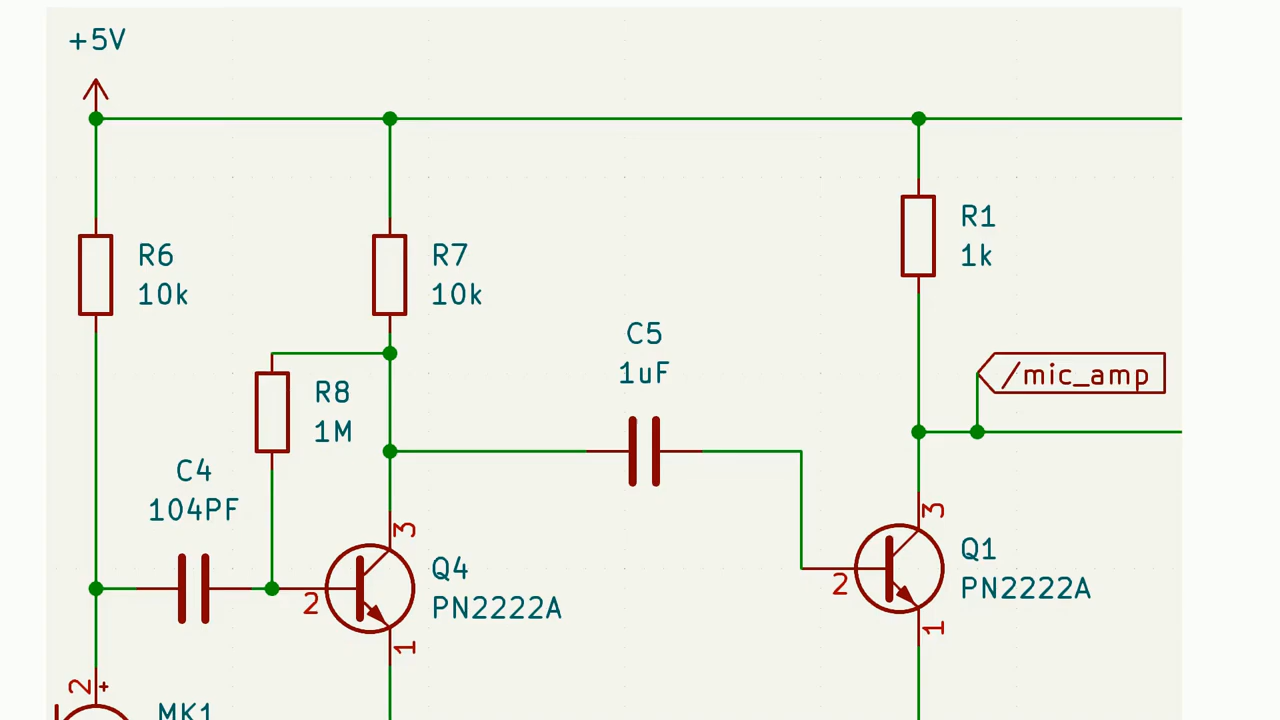 +5V
R6
10k
R7
10k
R1
1k
C5
1uF
/mic_amp
R8
1M
C4
104PF
3
3
Q4
PN2222A
2
1
Q1
PN2222A
2
1
2
+
MK1